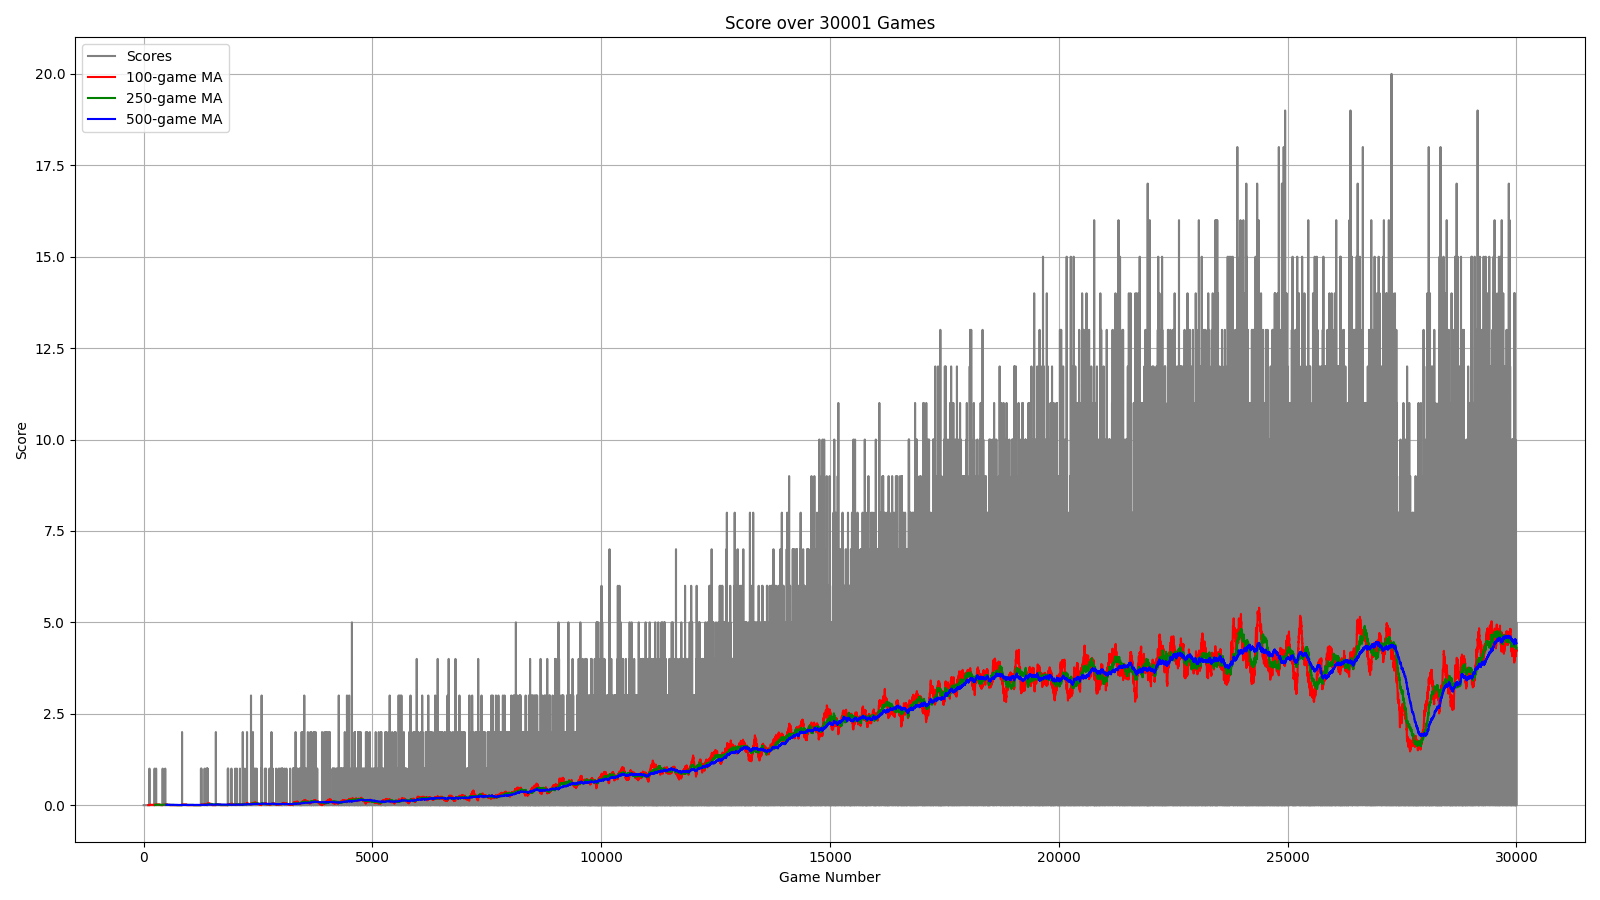 Score over 30001 Games
Scores
100-game MA
250-game MA
500-game MA
20.0
17.5
15.0
12.5
10.0
7.5
5.0
2.5
0.0
Score
0 5000 10000 15000 20000 25000 30000
Game Number